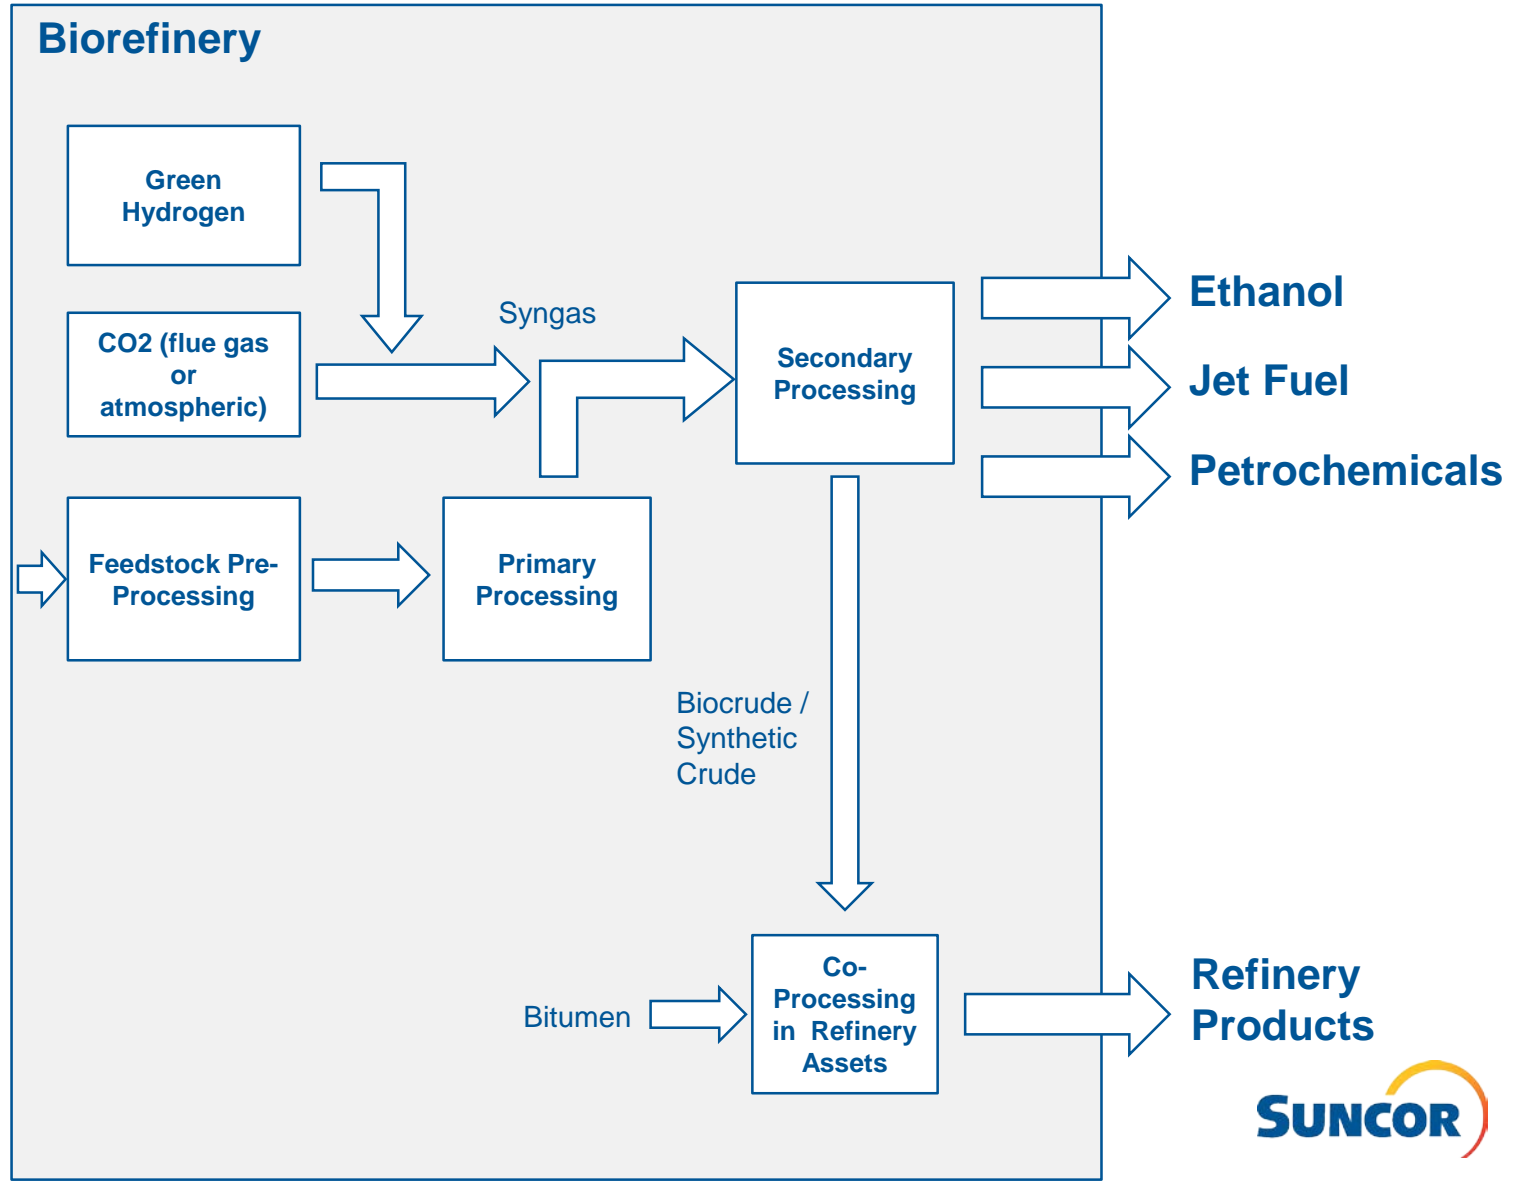 Biorefinery
Green
Hydrogen
CO2 (flue gas
or
atmospheric)
Syngas
Secondary
Processing
Ethanol
Jet Fuel
Petrochemicals
Feedstock Pre-
Processing
Primary
Processing
Biocrude /
Synthetic
Crude
Bitumen
Co-
Processing
in  Refinery
Assets
Refinery
Products
SUNCOR